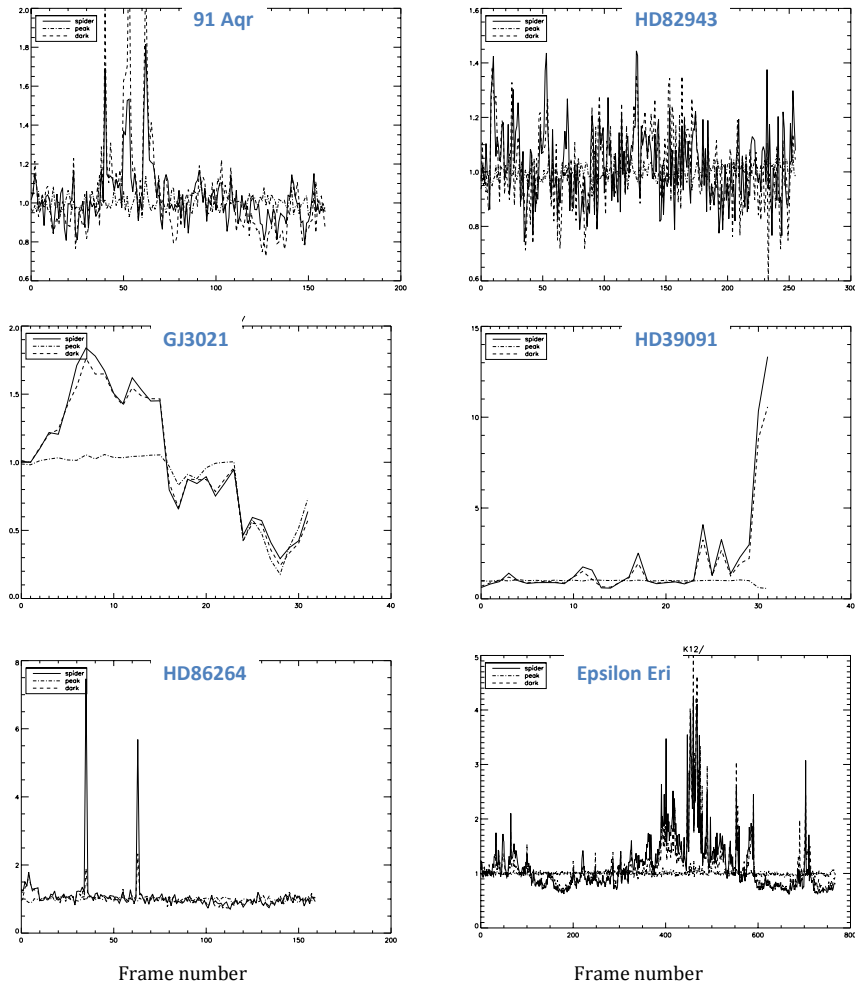 91 Aqr
spider
peak
dark
2.0
1.8
1.6
1.4
1.2
1.0
0.8
0.6
0 50 100 150 200
HD82943
spider
peak
dark
1.6
1.4
1.2
1.0
0.8
0.6
0 50 100 150 200 250 300
GJ3021
spider
peak
dark
2.0
1.5
1.0
0.5
0.0
0 10 20 30 40
HD39091
spider
peak
dark
15
10
5
0
0 10 20 30 40
HD86264
spider
peak
dark
8
6
4
2
0
0 50 100 150 200
Frame number
K12/
Epsilon Eri
spider
peak
dark
5
4
3
2
1
0
0 200 400 600 800
Frame number